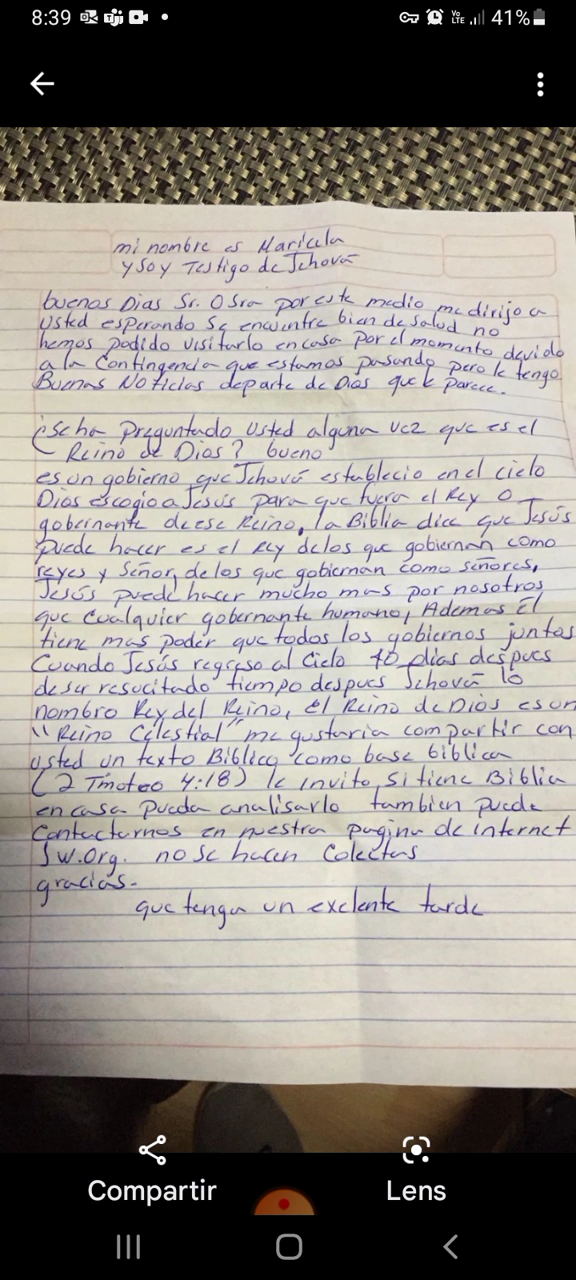 8:39
Vo
LTE
41%
mi nombre es Maricela
y soy Testigo de Jehová
buenos Dias Sr. O Sra por este medio me dirijo a
usted esperando se encuentre bien de salud no
hemos podido visitarlo en casa por el momento devido
a la Contingencia que estamos pasando pero le tengo
Buenas Noticias departe de Dios que le parece.
¿Se ha Preguntado usted alguna vez que es el
Reino de Dios? bueno
es un gobierno que Jehová establecio en el cielo
Dios escogio a Jesús para que fuera el Rey o
gobernante de ese Reino, la Biblia dice que Jesús
puede hacer es el Rey de los que gobiernan como
reyes y Señor de los que gobiernan como señores,
Jesús puede hacer mucho mas por nosotros
que cualquier gobernante humano, Ademas Él
tiene mas poder que todos los gobiernos juntos
Cuando Jesús regreso al Cielo 40 dias despues
de ser resucitado tiempo despues Jehová lo
nombro Rey del Reino, el Reino de Dios es un
"Reino Celestial" me gustaria compartir con
usted un texto Biblico como base biblica
(2 Timoteo 4:18) le invito si tiene Biblia
en casa pueda analisarlo tambien puede
Contactarnos en nuestra pagina de internet
JW.Org. no se hacen Colectas
gracias.
que tenga un exelente tarde
Compartir
Lens